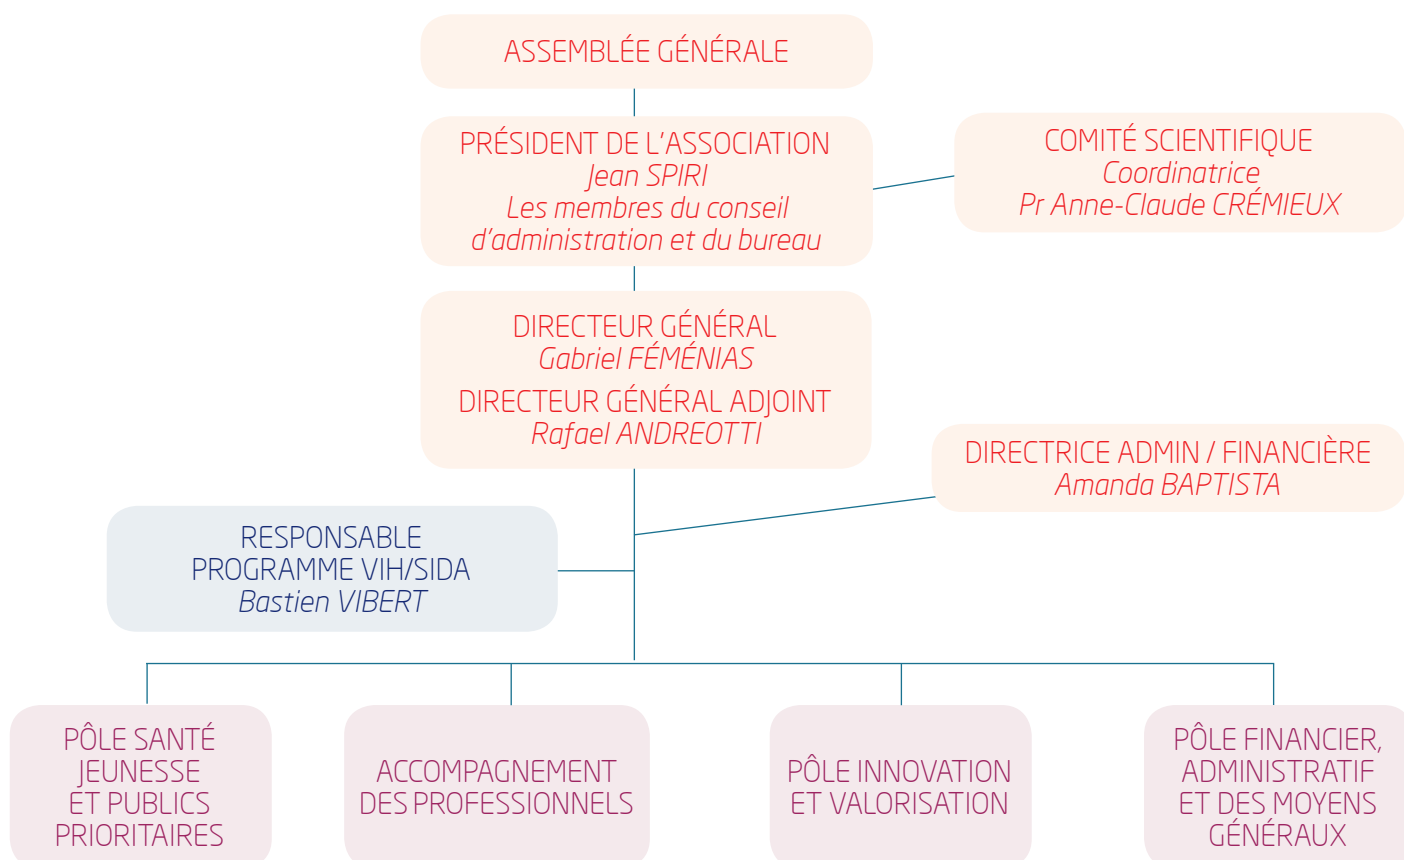 ASSEMBLÉE GÉNÉRALE
PRÉSIDENT DE L'ASSOCIATION
Jean SPIRI
Les membres du conseil
d'administration et du bureau
COMITÉ SCIENTIFIQUE
Coordinatrice
Pr Anne-Claude CRÉMIEUX
DIRECTEUR GÉNÉRAL
Gabriel FÉMÉNIAS
DIRECTEUR GÉNÉRAL ADJOINT
Rafael ANDREOTTI
DIRECTRICE ADMIN / FINANCIÈRE
Amanda BAPTISTA
RESPONSABLE
PROGRAMME VIH/SIDA
Bastien VIBERT
PÔLE SANTÉ
JEUNESSE
ET PUBLICS
PRIORITAIRES
ACCOMPAGNEMENT
DES PROFESSIONNELS
PÔLE INNOVATION
ET VALORISATION
PÔLE FINANCIER,
ADMINISTRATIF
ET DES MOYENS
GÉNÉRAUX